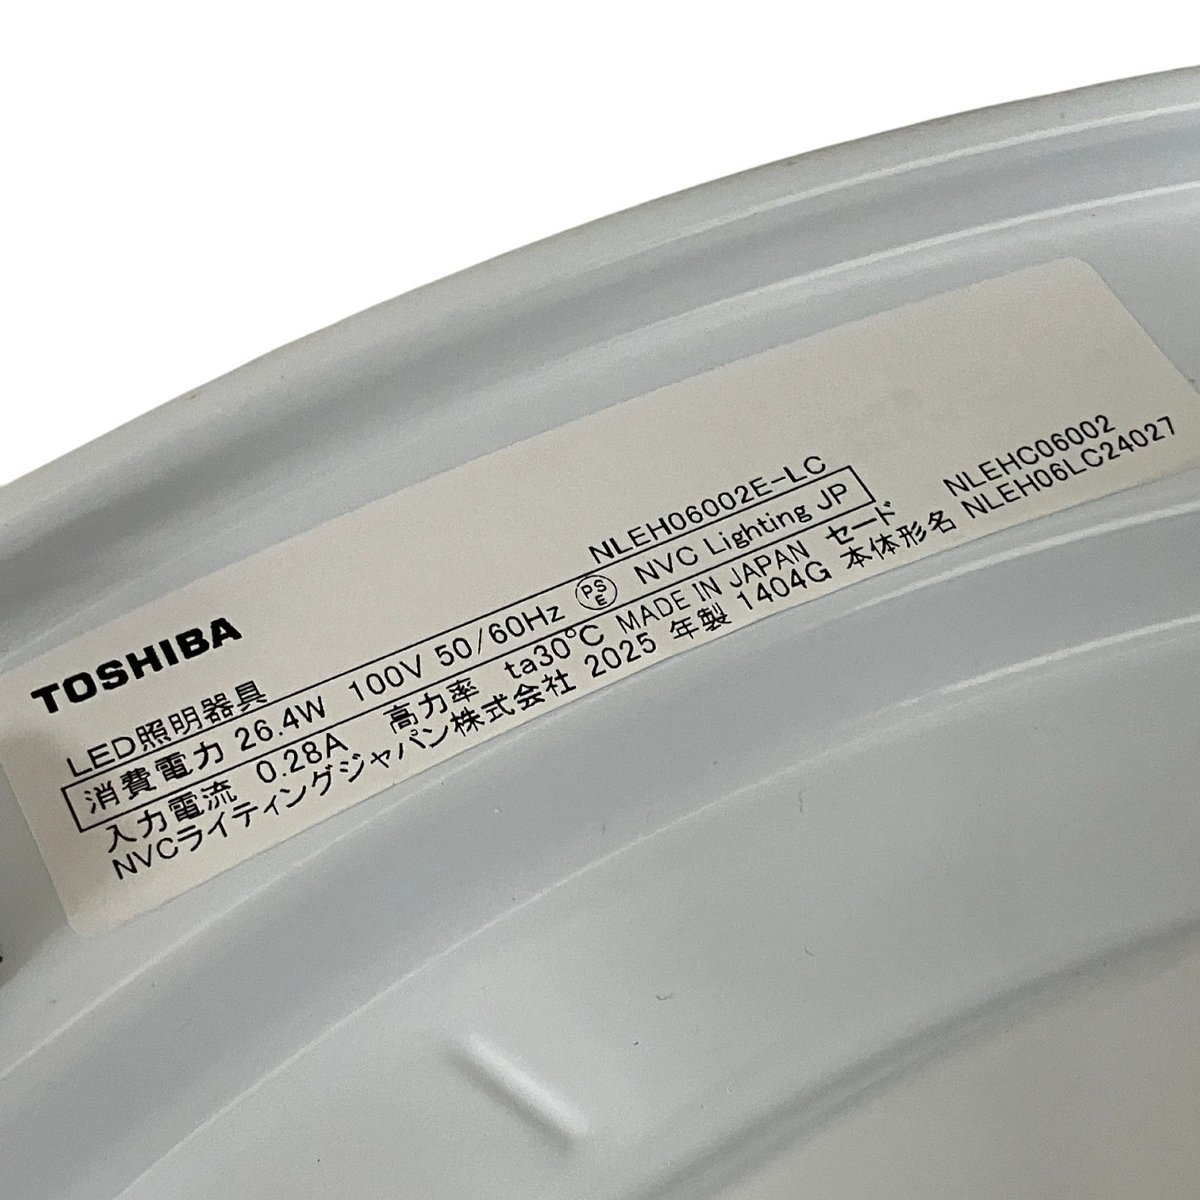 TOSHIBA
LED照明器具 NLEH06002E-LC
消費電力 26.4W 100V 50/60Hz PSE NVC Lighting JP
入力電流 0.28A 高力率 ta30℃ MADE IN JAPAN セード NLEHC06002
NVCライティングジャパン株式会社 2025 年製 1404G 本体形名 NLEH06LC24027